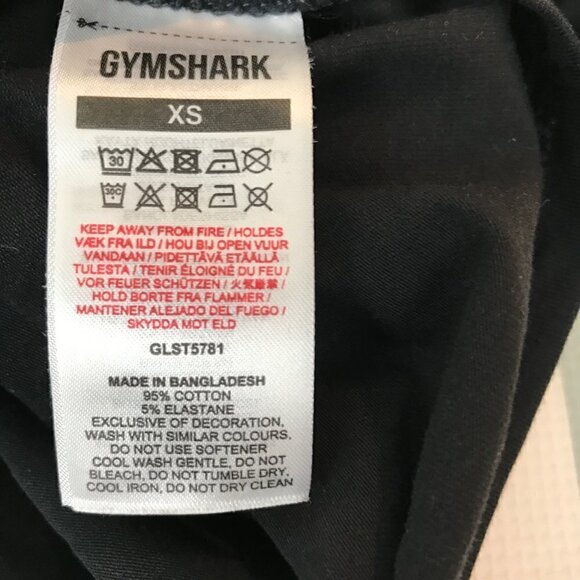 GYMSHARK
XS
30
30C
KEEP AWAY FROM FIRE / HOLDES
VÆK FRA ILD / HOU BIJ OPEN VUUR
VANDAAN / PIDETTÄVÄ ETÄÄLLÄ
TULESTA / TENIR ÉLOIGNÉ DU FEU /
VOR FEUER SCHÜTZEN / 火気厳禁 /
HOLD BORTE FRA FLAMMER /
MANTENER ALEJADO DEL FUEGO /
SKYDDA MOT ELD
GLST5781
MADE IN BANGLADESH
95% COTTON
5% ELASTANE
EXCLUSIVE OF DECORATION,
WASH WITH SIMILAR COLOURS.
DO NOT USE SOFTENER
COOL WASH GENTLE, DO NOT
BLEACH, DO NOT TUMBLE DRY,
COOL IRON, DO NOT DRY CLEAN